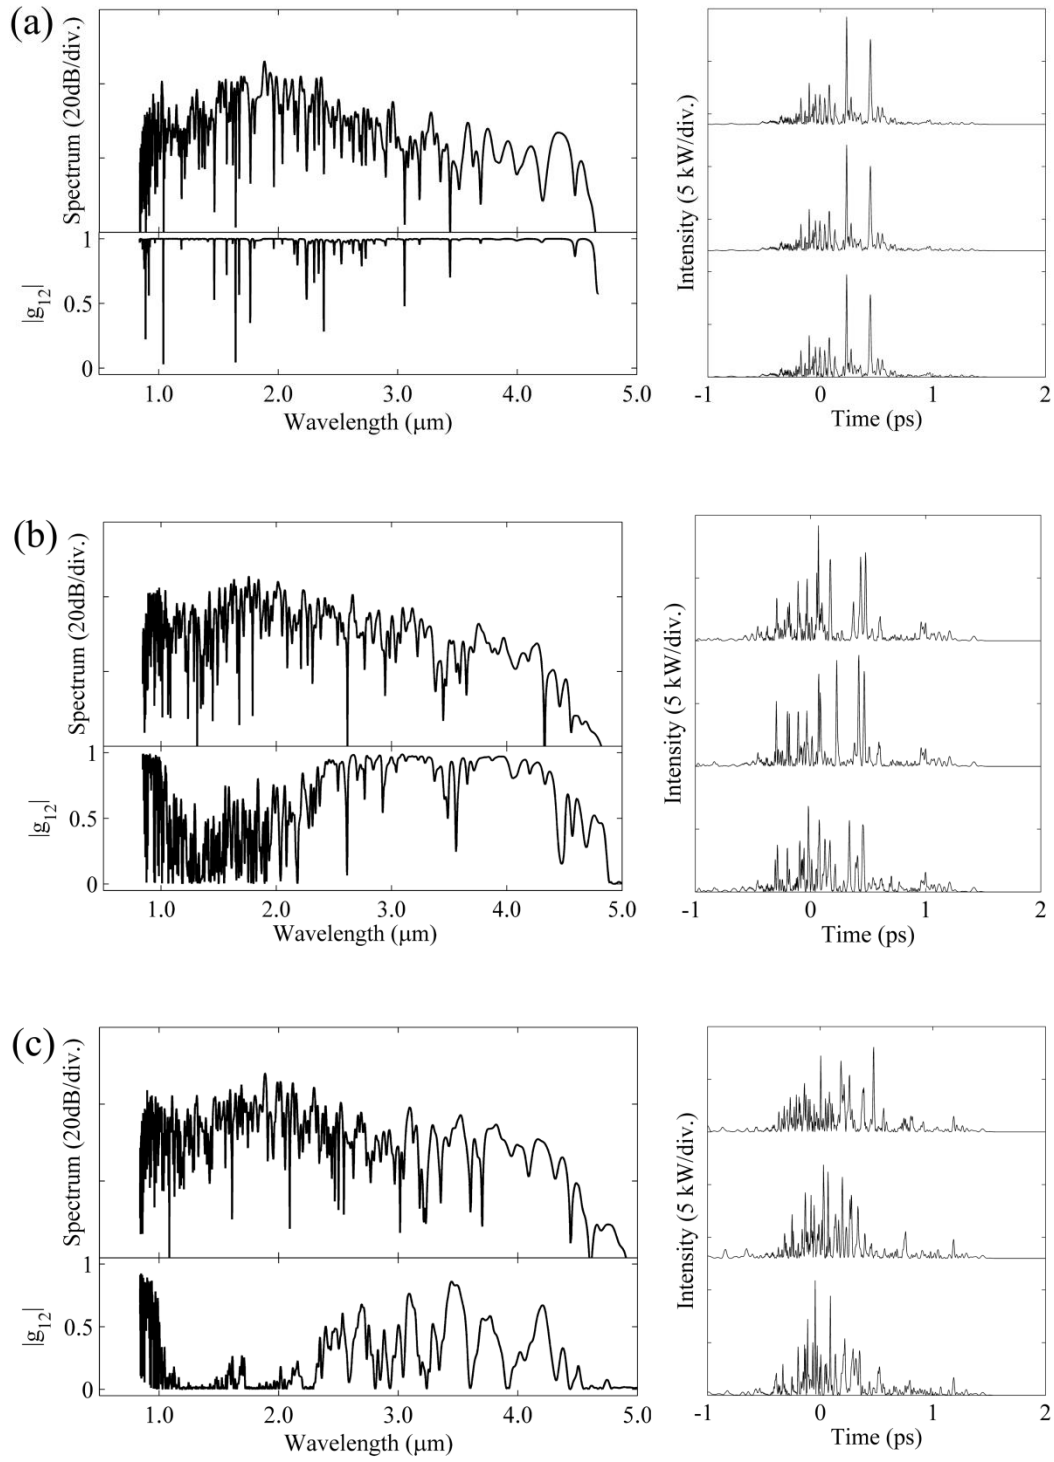 (a)
Spectrum (20dB/div.)
|g12|
1
0.5
0
1.0 2.0 3.0 4.0 5.0
Wavelength (μm)
Intensity (5 kW/div.)
-1 0 1 2
Time (ps)
(b)
Spectrum (20dB/div.)
|g12|
1
0.5
0
1.0 2.0 3.0 4.0 5.0
Wavelength (μm)
Intensity (5 kW/div.)
-1 0 1 2
Time (ps)
(c)
Spectrum (20dB/div.)
|g12|
1
0.5
0
1.0 2.0 3.0 4.0 5.0
Wavelength (μm)
Intensity (5 kW/div.)
-1 0 1 2
Time (ps)